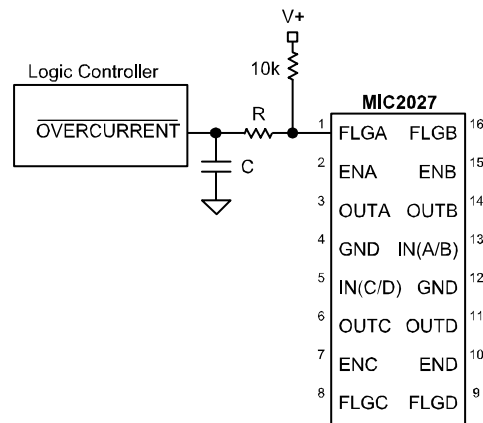 V+
10k
Logic Controller
OVERCURRENT
R
C
MIC2027
1 FLGA FLGB 16
2 ENA ENB 15
3 OUTA OUTB 14
4 GND IN(A/B) 13
5 IN(C/D) GND 12
6 OUTC OUTD 11
7 ENC END 10
8 FLGC FLGD 9